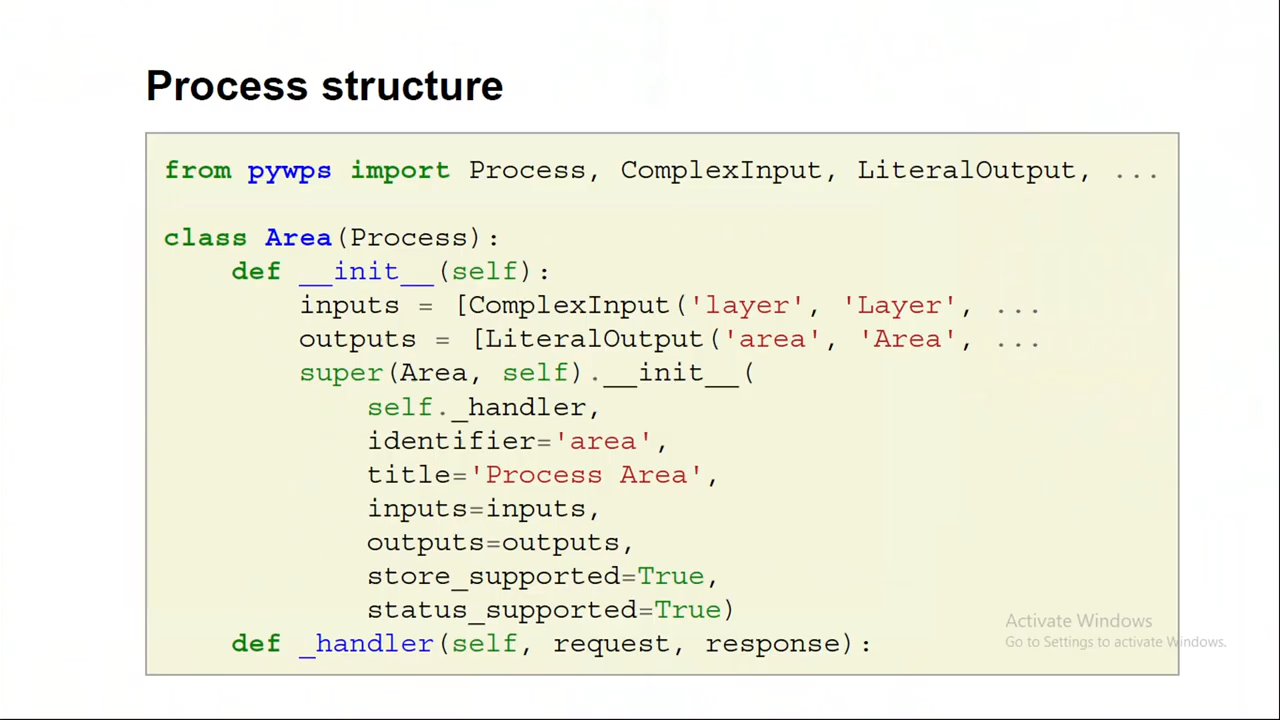 Process structure
from pywps import Process, ComplexInput, LiteralOutput, ...
class Area(Process):
    def __init__(self):
        inputs = [ComplexInput('layer', 'Layer', ...
        outputs = [LiteralOutput('area', 'Area', ...
        super(Area, self).__init__(
            self._handler,
            identifier='area',
            title='Process Area',
            inputs=inputs,
            outputs=outputs,
            store_supported=True,
            status_supported=True)
    def _handler(self, request, response):
Activate Windows
Go to Settings to activate Windows.